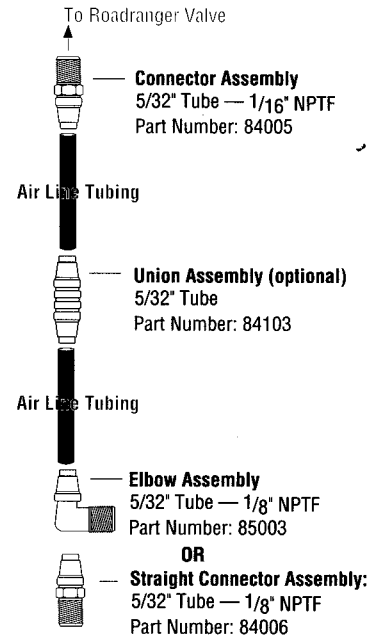 To Roadranger Valve
Connector Assembly
5/32" Tube — 1/16" NPTF
Part Number: 84005
Air Line Tubing
Union Assembly (optional)
5/32" Tube
Part Number: 84103
Air Line Tubing
Elbow Assembly
5/32" Tube — 1/8" NPTF
Part Number: 85003
OR
Straight Connector Assembly:
5/32" Tube — 1/8" NPTF
Part Number: 84006